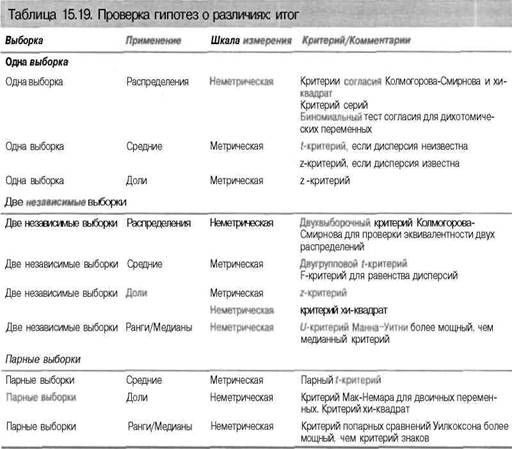 Таблица 15.19. Проверка гипотез о различиях: итог
Выборка Применение Шкала измерения Критерий/Комментарии
Одна выборка
Одна выборка Распределения Неметрическая Критерии согласия Колмогорова-Смирнова и хи-
квадрат
Критерий серий
Биномиальный тест согласия для дихотомиче-
ских переменных
Одна выборка Средние Метрическая t-критерий, если дисперсия неизвестна
z-критерий, если дисперсия известна
Одна выборка Доли Метрическая z-критерий
Две независимые выборки
Две независимые выборки Распределения Неметрическая Двухвыборочный критерий Колмогорова-
Смирнова для проверки эквивалентности двух
распределений
Две независимые выборки Средние Метрическая Двугрупповой t-критерий
F-критерий для равенства дисперсий
Две независимые выборки Доли Метрическая z-критерий
Неметрическая критерий хи-квадрат
Две независимые выборки Ранги/Медианы Неметрическая U-критерий Манна-Уитни более мощный, чем
медианный критерий
Парные выборки
Парные выборки Средние Метрическая Парный t-критерий
Парные выборки Доли Неметрическая Критерий Мак-Немара для двоичных перемен-
ных. Критерий хи-квадрат
Парные выборки Ранги/Медианы Неметрическая Критерий попарных сравнений Уилкоксона более
мощный, чем критерий знаков